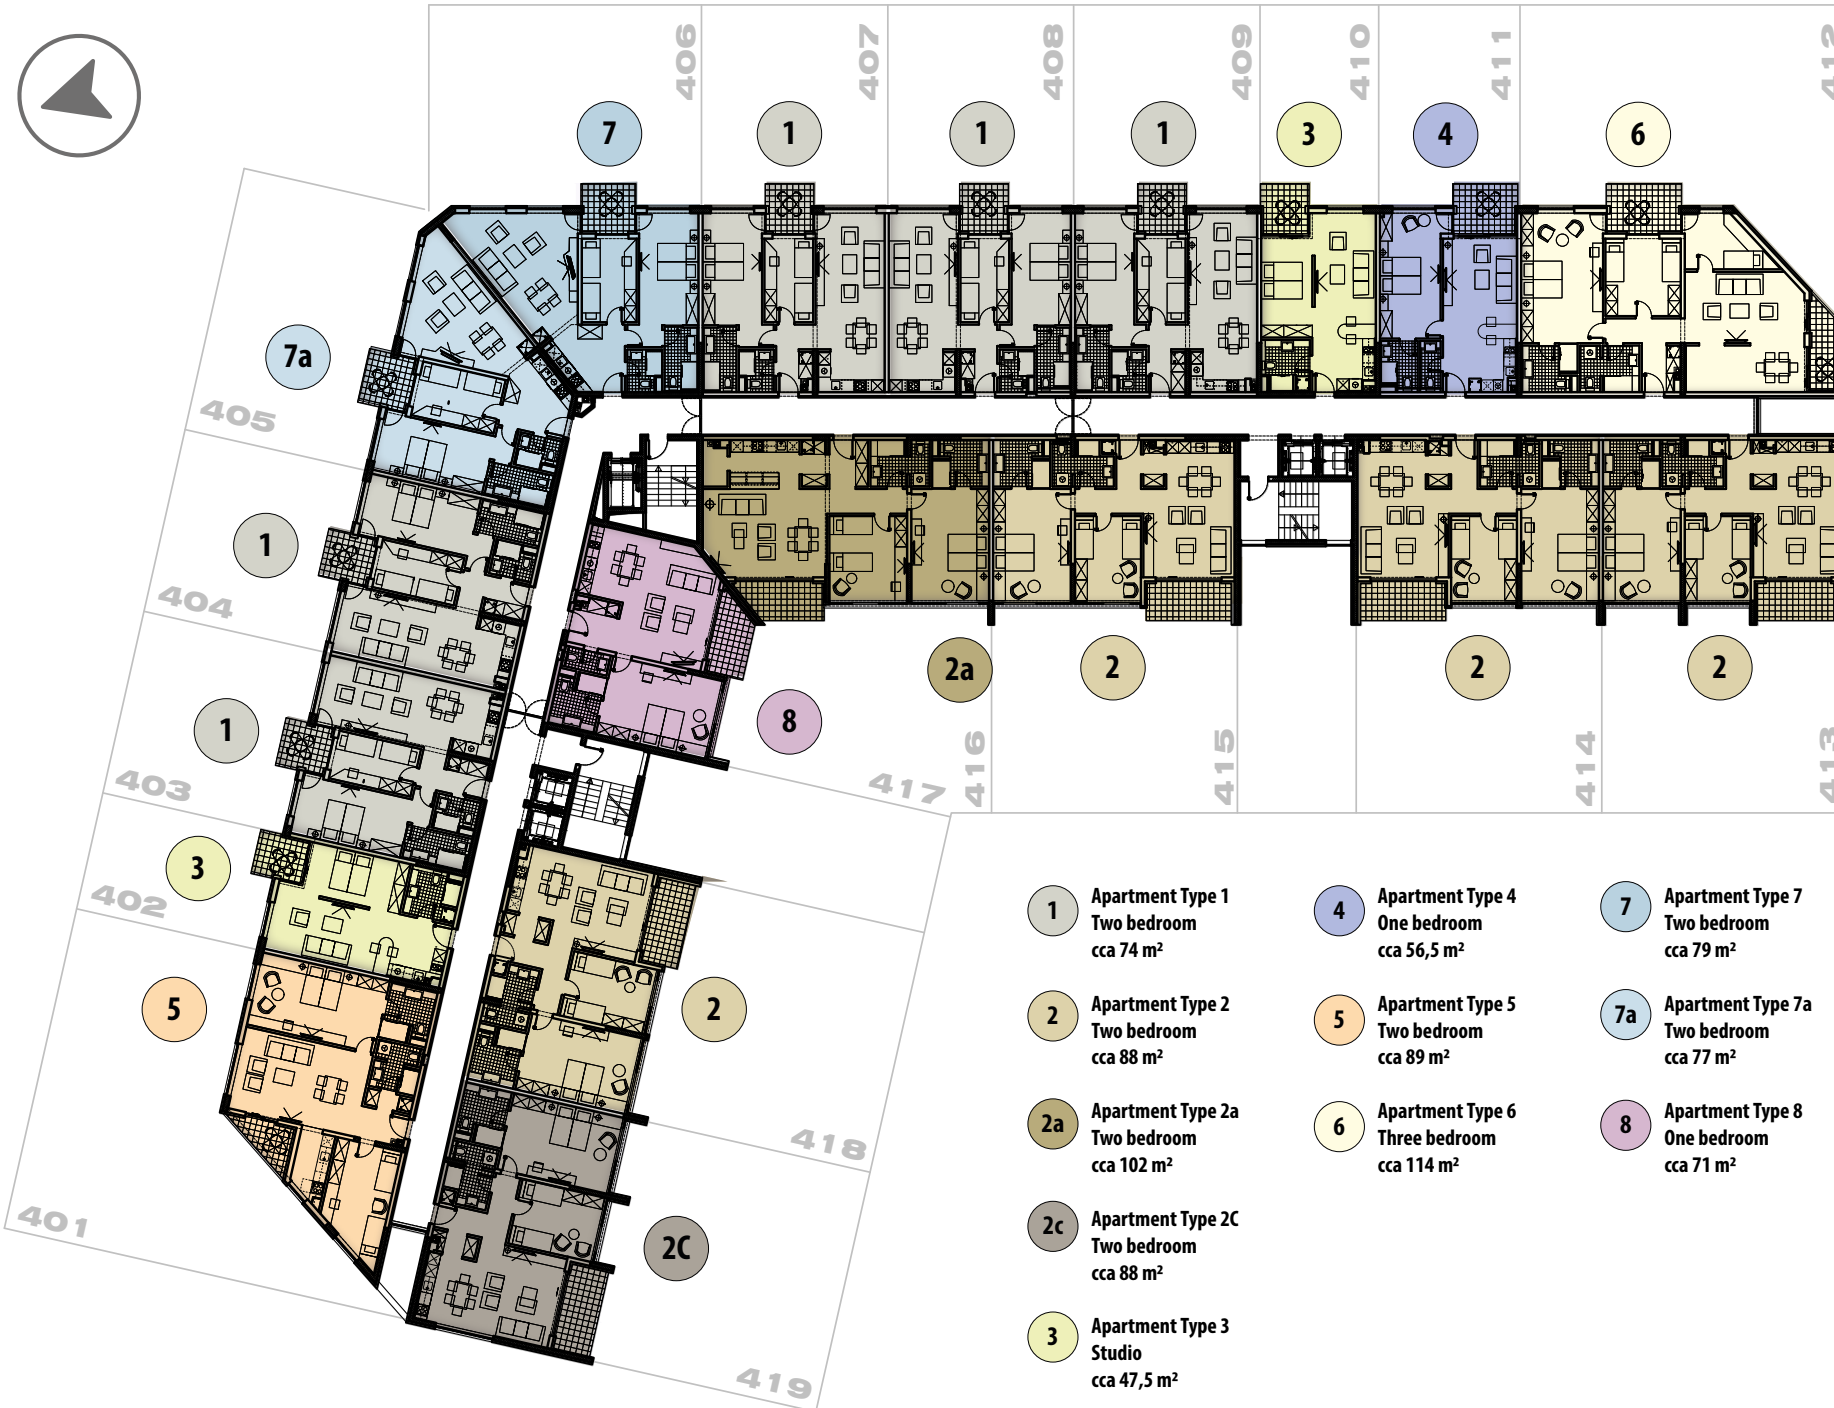 406
407
408
409
410
411
412
7
1
1
1
3
4
6
7a
405
1
404
1
403
3
402
5
401
2a
2
2
2
8
417
416
415
414
413
2
418
2C
419
1
Apartment Type 1
Two bedroom
cca 74 m²
2
Apartment Type 2
Two bedroom
cca 88 m²
2a
Apartment Type 2a
Two bedroom
cca 102 m²
2c
Apartment Type 2C
Two bedroom
cca 88 m²
3
Apartment Type 3
Studio
cca 47,5 m²
4
Apartment Type 4
One bedroom
cca 56,5 m²
5
Apartment Type 5
Two bedroom
cca 89 m²
6
Apartment Type 6
Three bedroom
cca 114 m²
7
Apartment Type 7
Two bedroom
cca 79 m²
7a
Apartment Type 7a
Two bedroom
cca 77 m²
8
Apartment Type 8
One bedroom
cca 71 m²